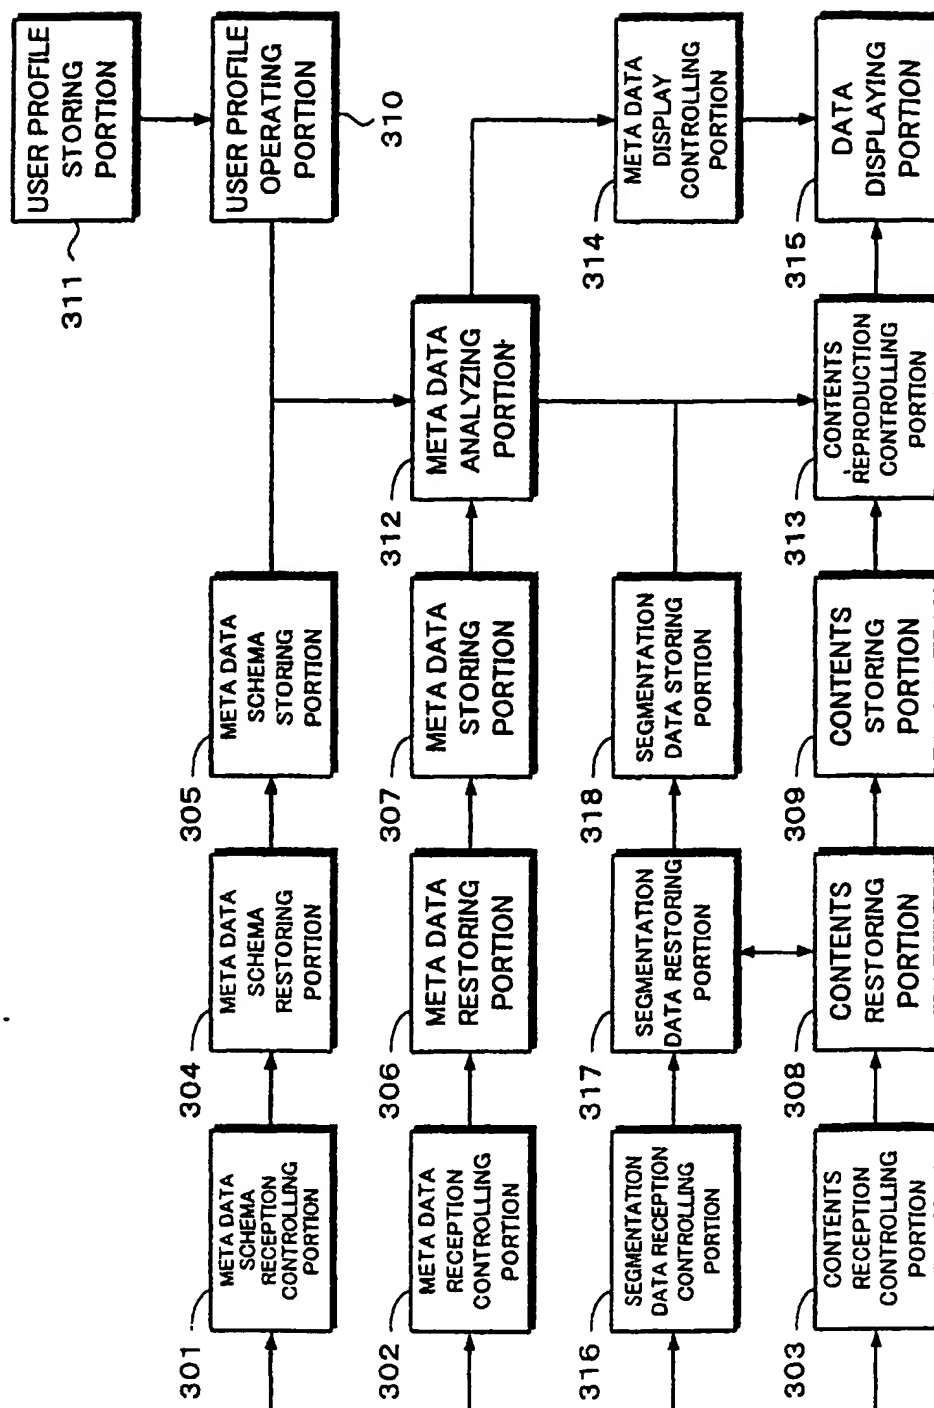 USER PROFILE
STORING
PORTION
311
USER PROFILE
OPERATING
PORTION
310
META DATA
SCHEMA
RECEPTION
CONTROLLING
PORTION
301
META DATA
SCHEMA
RESTORING
PORTION
304
META DATA
SCHEMA
STORING
PORTION
305
META DATA
RECEPTION
CONTROLLING
PORTION
302
META DATA
RESTORING
PORTION
306
META DATA
STORING
PORTION
307
META DATA
ANALYZING
PORTION
312
META DATA
DISPLAY
CONTROLLING
PORTION
314
SEGMENTATION
DATA RECEPTION
CONTROLLING
PORTION
316
SEGMENTATION
DATA RESTORING
PORTION
317
SEGMENTATION
DATA STORING
PORTION
318
CONTENTS
RECEPTION
CONTROLLING
PORTION
303
CONTENTS
RESTORING
PORTION
308
CONTENTS
STORING
PORTION
309
CONTENTS
REPRODUCTION
CONTROLLING
PORTION
313
DATA
DISPLAYING
PORTION
315